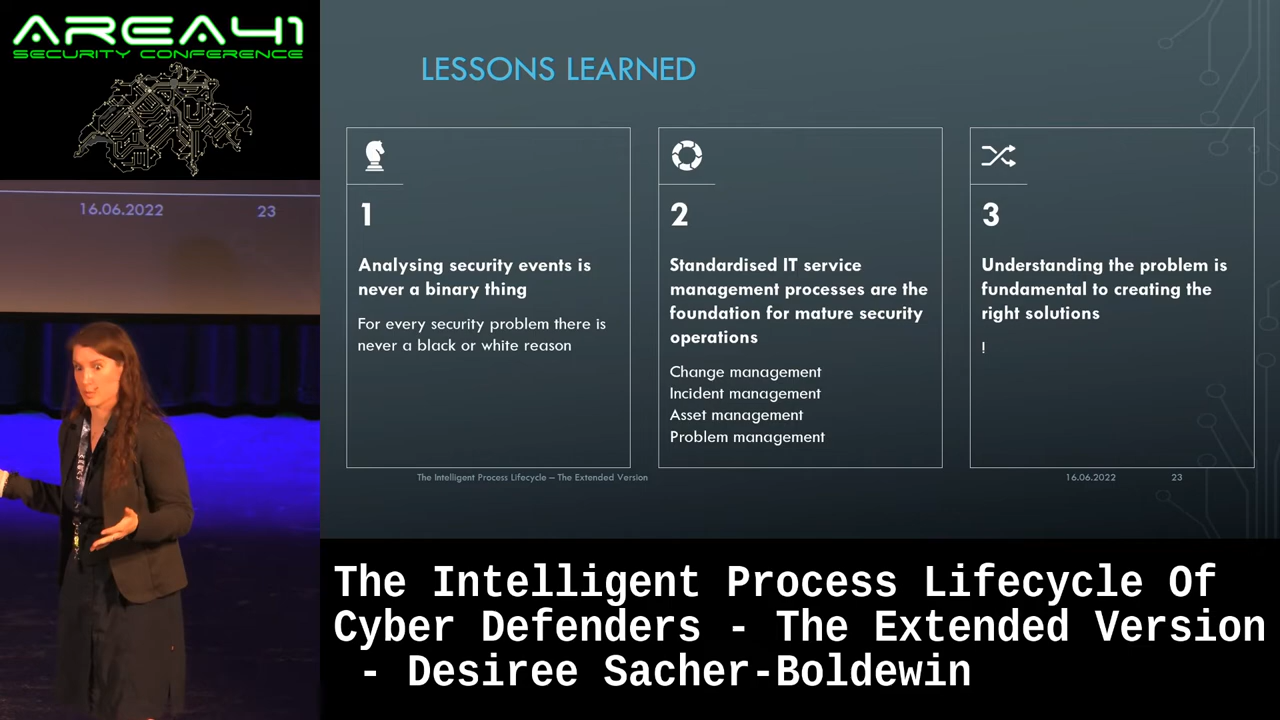 AREA41
SECURITY CONFERENCE
16.06.2022 23
LESSONS LEARNED
1
Analysing security events is
never a binary thing
For every security problem there is
never a black or white reason
2
Standardised IT service
management processes are the
foundation for mature security
operations
Change management
Incident management
Asset management
Problem management
3
Understanding the problem is
fundamental to creating the
right solutions
!
The Intelligent Process Lifecycle – The Extended Version
16.06.2022 23
The Intelligent Process Lifecycle Of
Cyber Defenders - The Extended Version
- Desiree Sacher-Boldewin